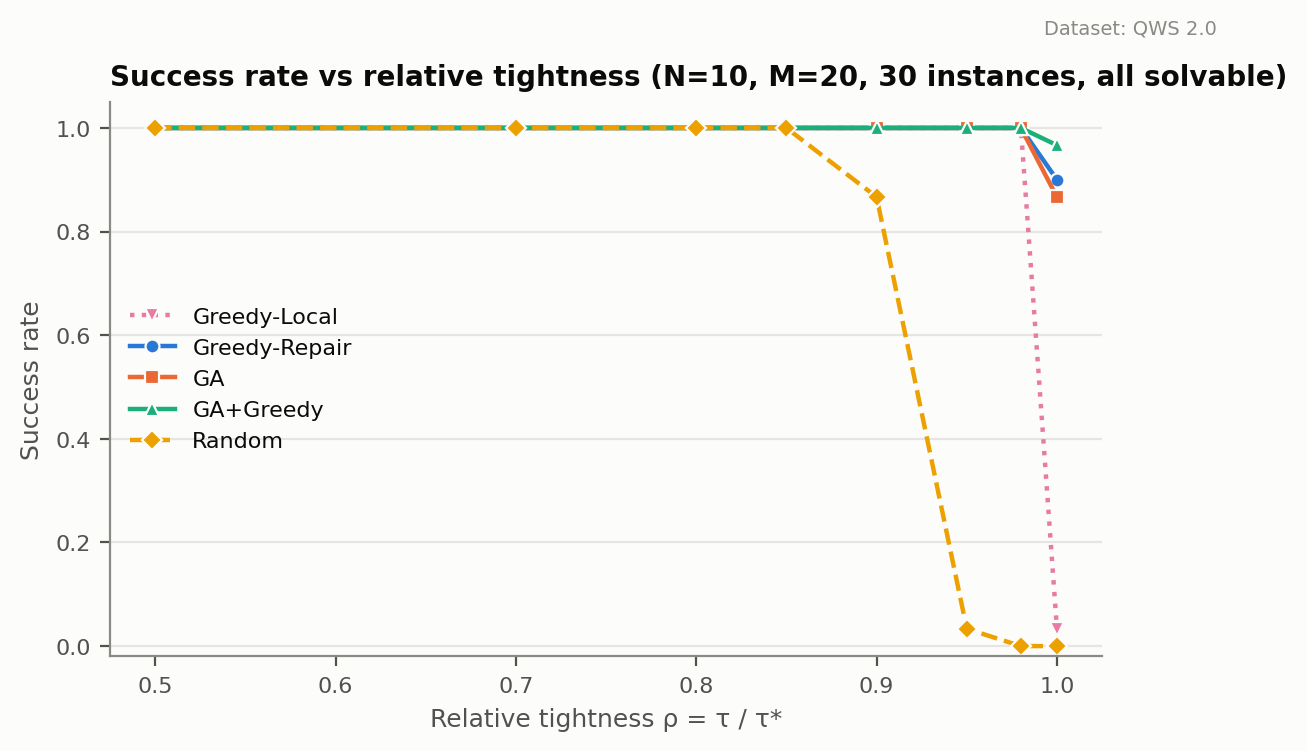 Dataset: QWS 2.0
Success rate vs relative tightness (N=10, M=20, 30 instances, all solvable)
1.0
0.8
0.6
0.4
0.2
0.0
Success rate
Greedy-Local
Greedy-Repair
GA
GA+Greedy
Random
0.5 0.6 0.7 0.8 0.9 1.0
Relative tightness ρ = τ / τ*